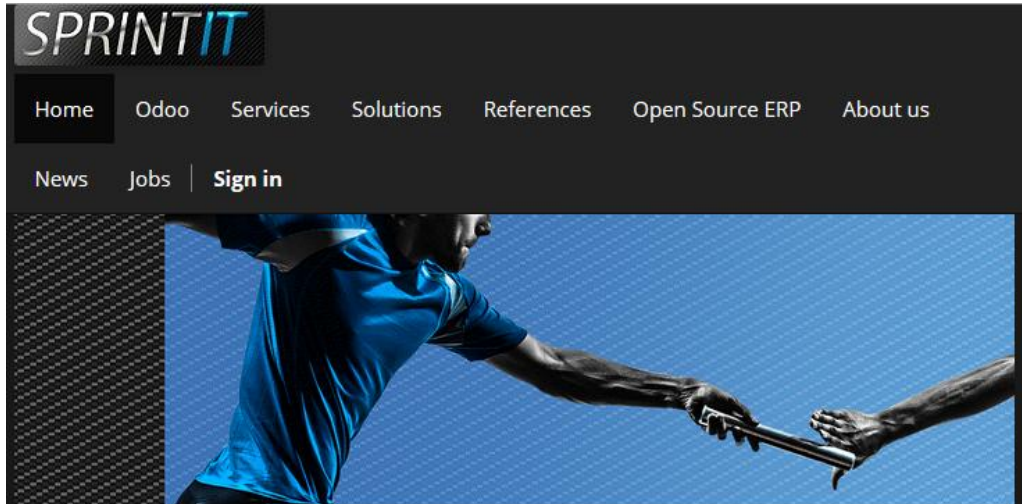 SPRINTIT
Home Odoo Services Solutions References Open Source ERP About us
News Jobs Sign in